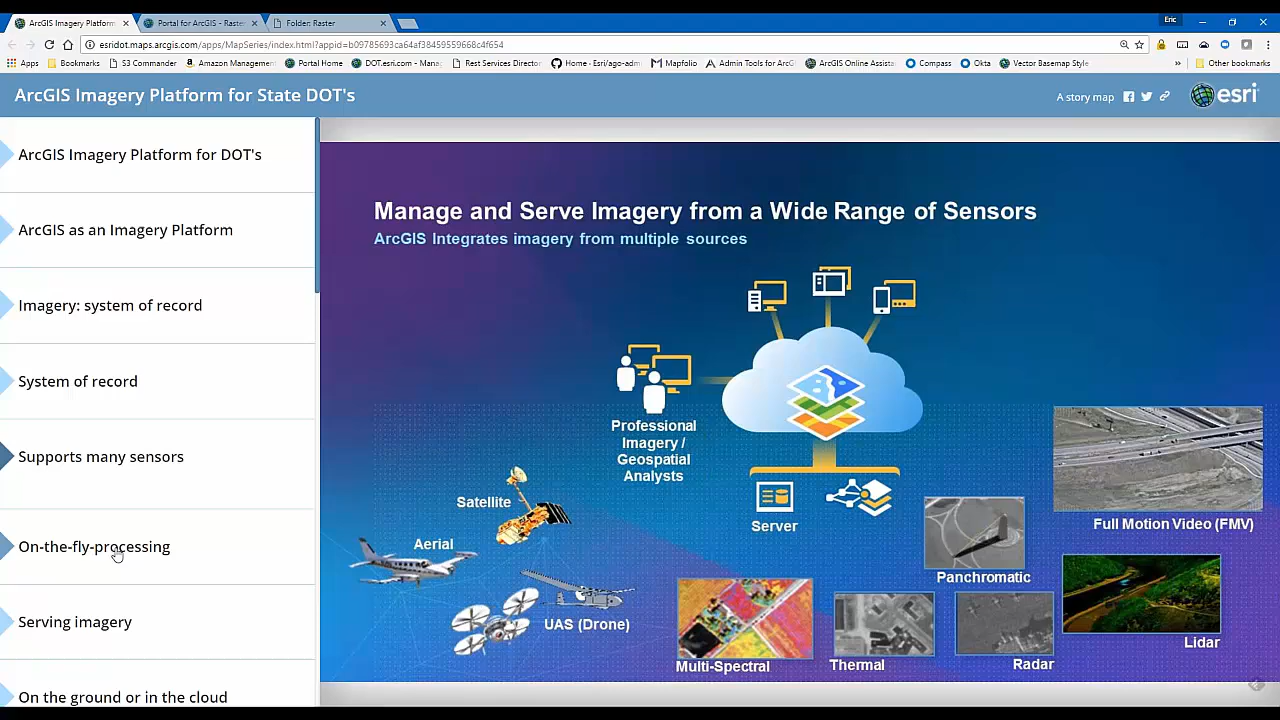 ArcGIS Imagery Platform
Portal for ArcGIS - Raster
Folder: Raster
Eric
esridot.maps.arcgis.com/apps/MapSeries/index.html?appid=b09785693ca64af38459559668c4f654
Apps
Bookmarks
S3 Commander
Amazon Managemen
Portal Home
DOT.esri.com - Mana
Rest Services Director
Home · Esri/ago-admi
Mapfolio
Admin Tools for ArcG
ArcGIS Online Assista
Compass
Okta
Vector Basemap Style
»
Other bookmarks
ArcGIS Imagery Platform for State DOT's
A story map
esri
ArcGIS Imagery Platform for DOT's
ArcGIS as an Imagery Platform
Imagery: system of record
System of record
Supports many sensors
On-the-fly-processing
Serving imagery
On the ground or in the cloud
Manage and Serve Imagery from a Wide Range of Sensors
ArcGIS Integrates imagery from multiple sources
Professional
Imagery /
Geospatial
Analysts
Server
Satellite
Aerial
UAS (Drone)
Multi-Spectral
Thermal
Panchromatic
Radar
Full Motion Video (FMV)
Lidar